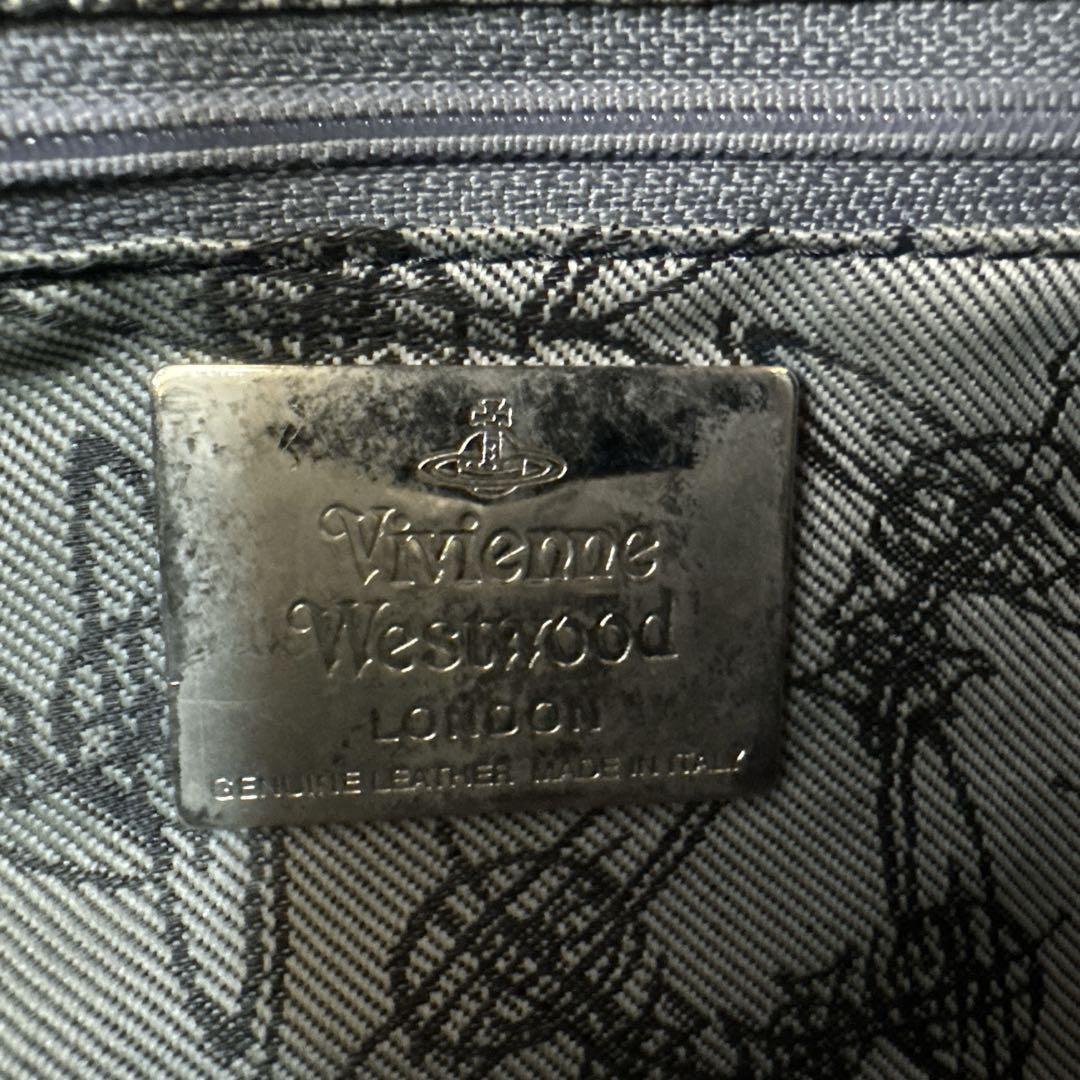 Vivienne
Westwood
LONDON
GENUINE LEATHER MADE IN ITALY